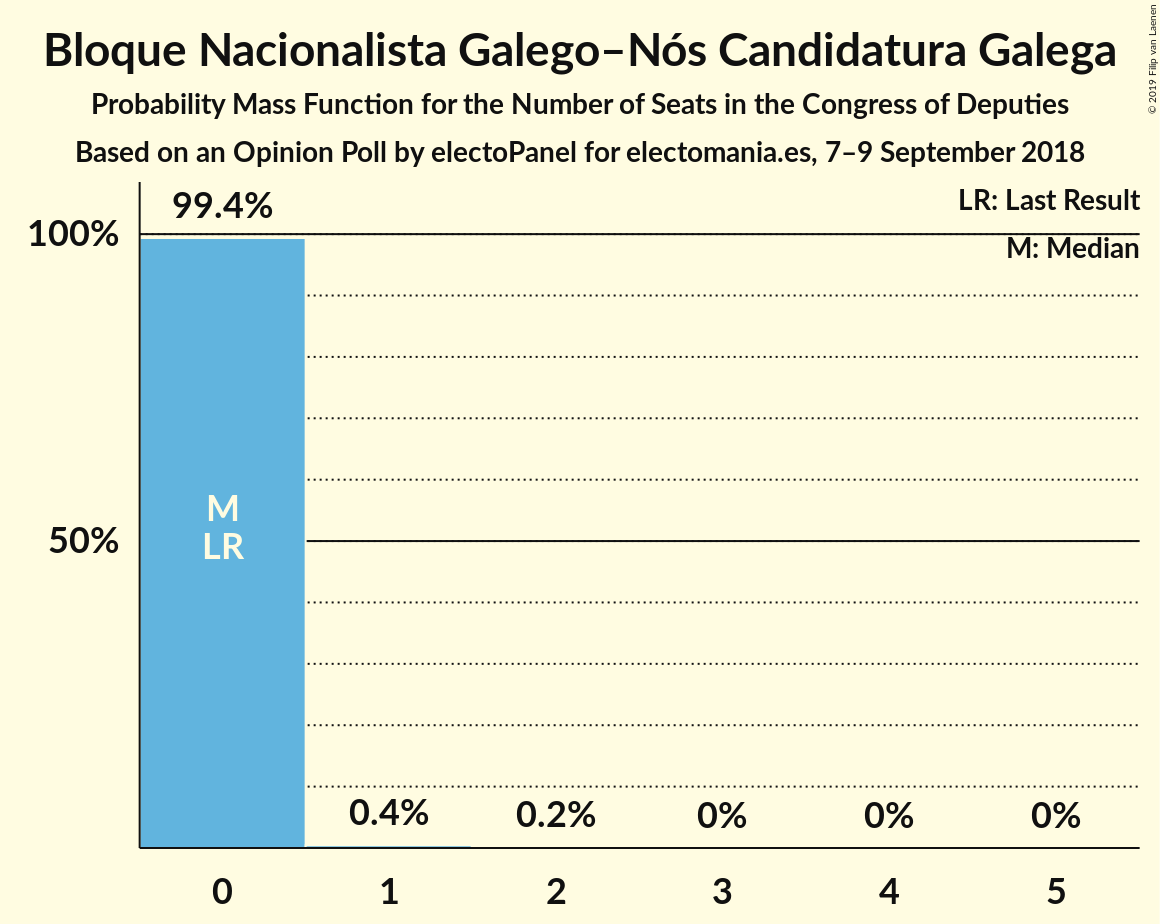 Bloque Nacionalista Galego–Nós Candidatura Galega
Probability Mass Function for the Number of Seats in the Congress of Deputies
Based on an Opinion Poll by electoPanel for electomania.es, 7–9 September 2018
© 2019 Filip van Laenen
LR: Last Result
M: Median
99.4%
100%
50%
M
LR
0.4%
0.2%
0%
0%
0%
0
1
2
3
4
5